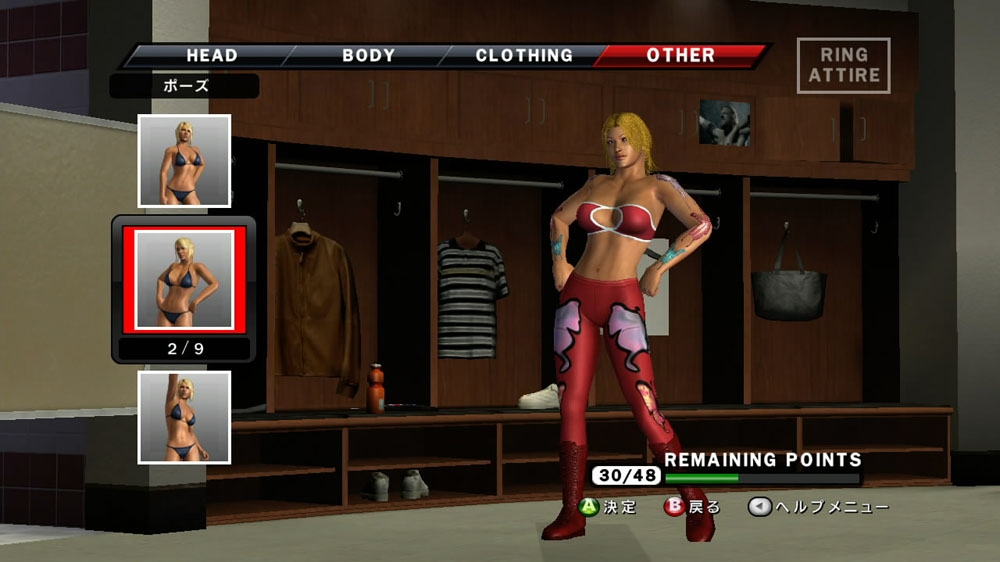 HEAD BODY CLOTHING OTHER
RING
ATTIRE
ポーズ
2/9
REMAINING POINTS
30/48
A 決定 B 戻る ヘルプメニュー